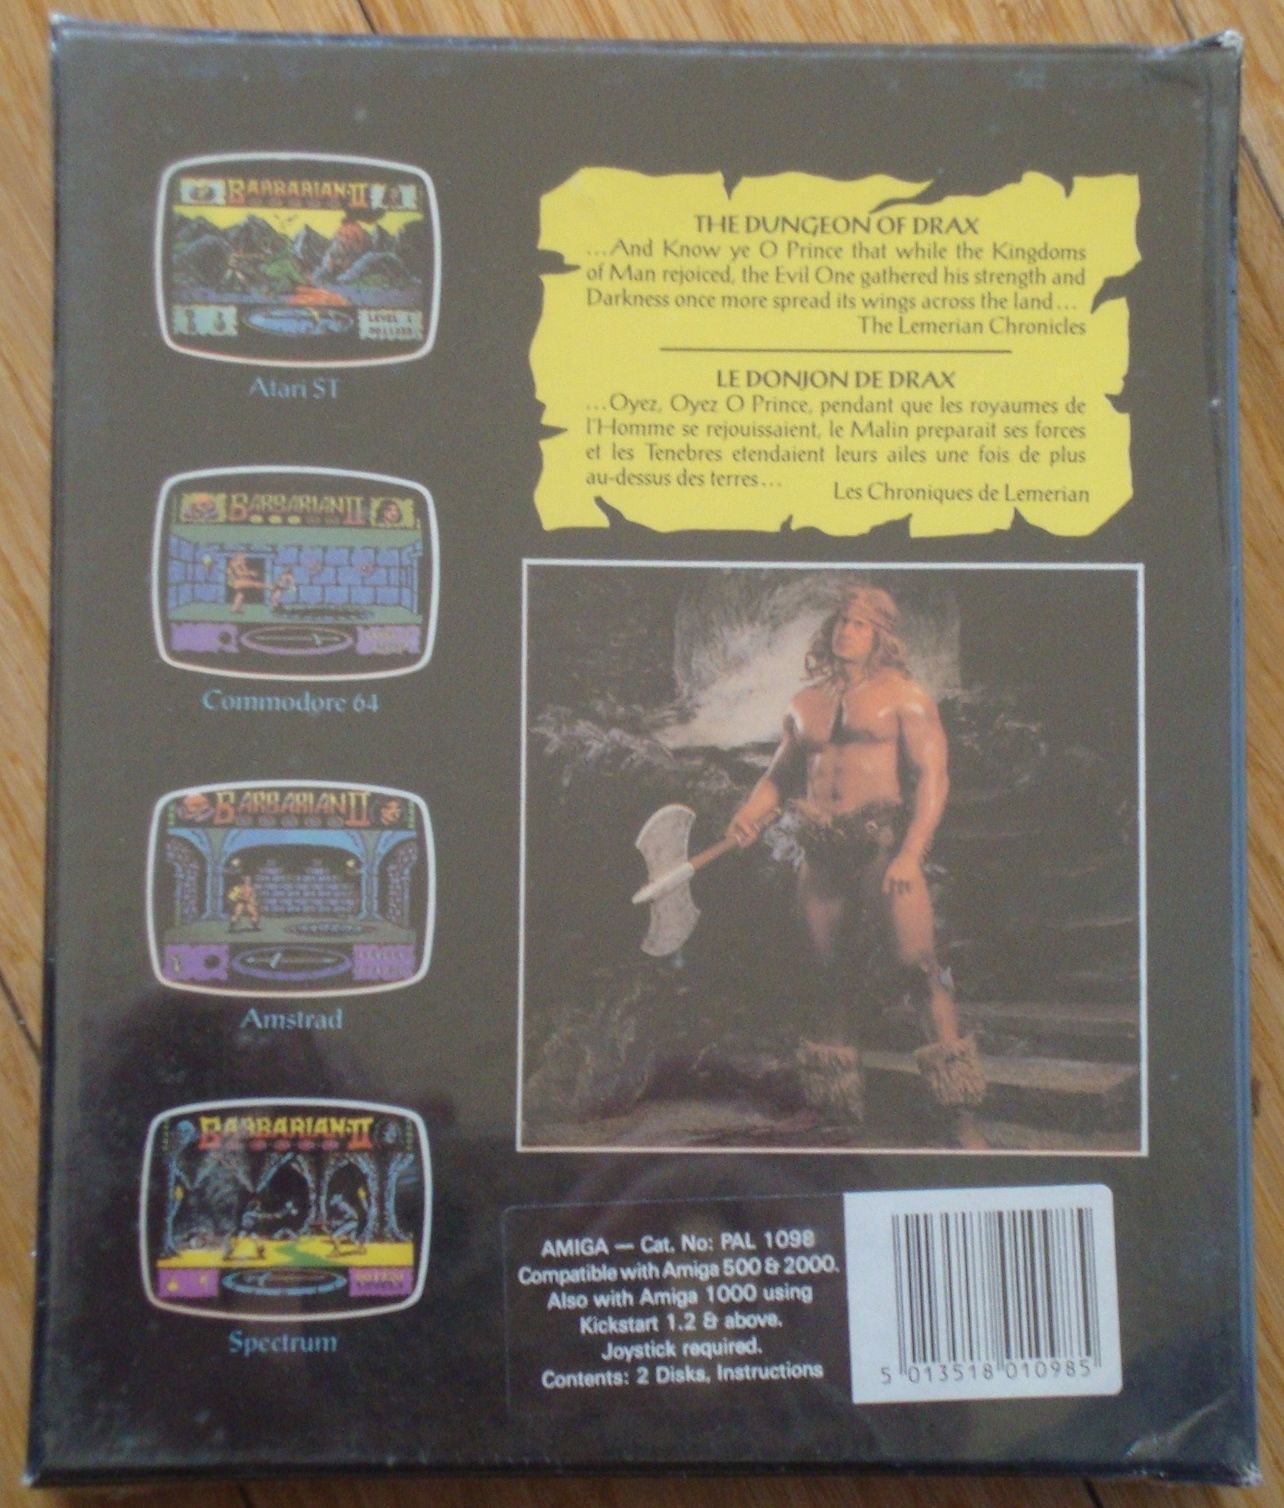 BARBARIAN·II
LEVEL 1
Atari ST
BARBARIAN II
Commodore 64
BARBARIAN II
Amstrad
BARBARIAN·II
Spectrum
THE DUNGEON OF DRAX
...And Know ye O Prince that while the Kingdoms
of Man rejoiced, the Evil One gathered his strength and
Darkness once more spread its wings across the land...
The Lemerian Chronicles
LE DONJON DE DRAX
...Oyez, Oyez O Prince, pendant que les royaumes de
l'Homme se rejouissaient, le Malin preparait ses forces
et les Tenebres etendaient leurs ailes une fois de plus
au-dessus des terres...
Les Chroniques de Lemerian
AMIGA — Cat. No: PAL 1098
Compatible with Amiga 500 & 2000.
Also with Amiga 1000 using
Kickstart 1.2 & above.
Joystick required.
Contents: 2 Disks, Instructions
5 013518 010985